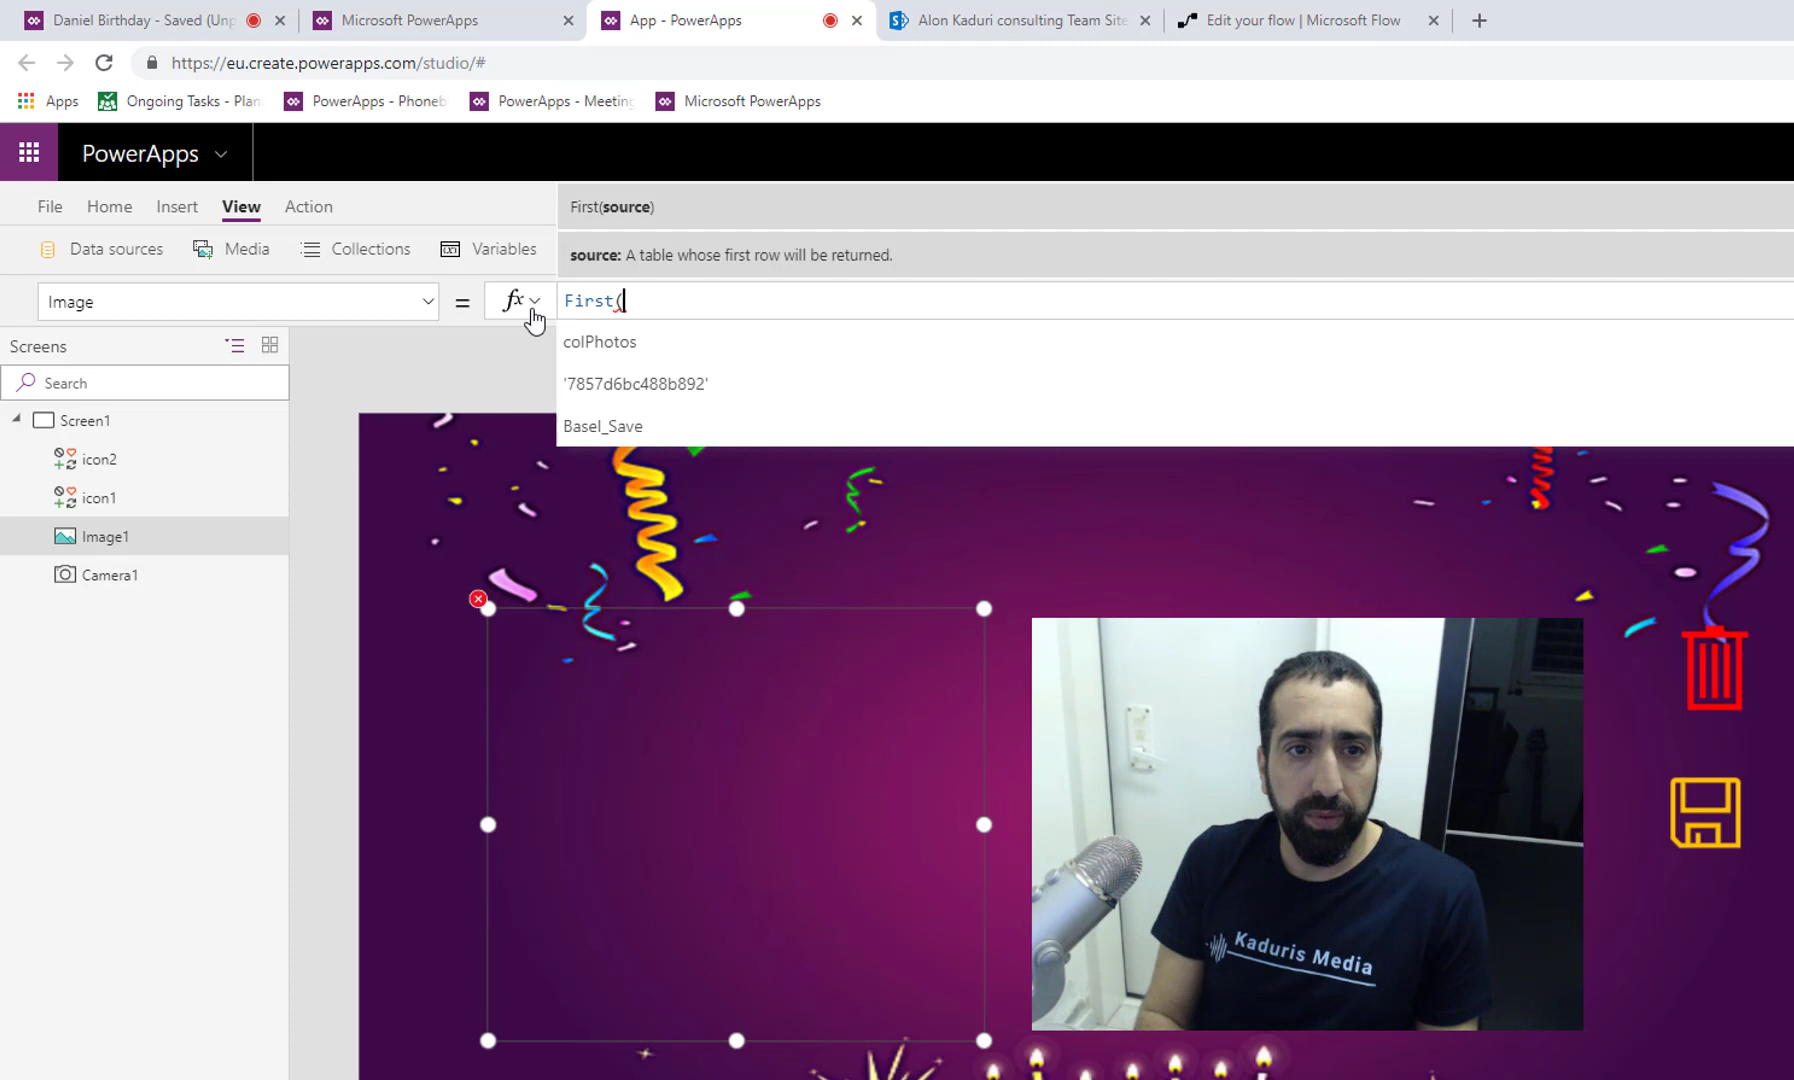 Daniel Birthday - Saved (Unp
Microsoft PowerApps
App - PowerApps
Alon Kaduri consulting Team Site
Edit your flow | Microsoft Flow
https://eu.create.powerapps.com/studio/#
Apps
Ongoing Tasks - Plan
PowerApps - Phoneb
PowerApps - Meeting
Microsoft PowerApps
PowerApps
File
Home
Insert
View
Action
First(source)
Data sources
Media
Collections
Variables
source: A table whose first row will be returned.
Image
=
fx
First(
colPhotos
'7857d6bc488b892'
Basel_Save
Screens
Search
Screen1
icon2
icon1
Image1
Camera1
Kaduris Media